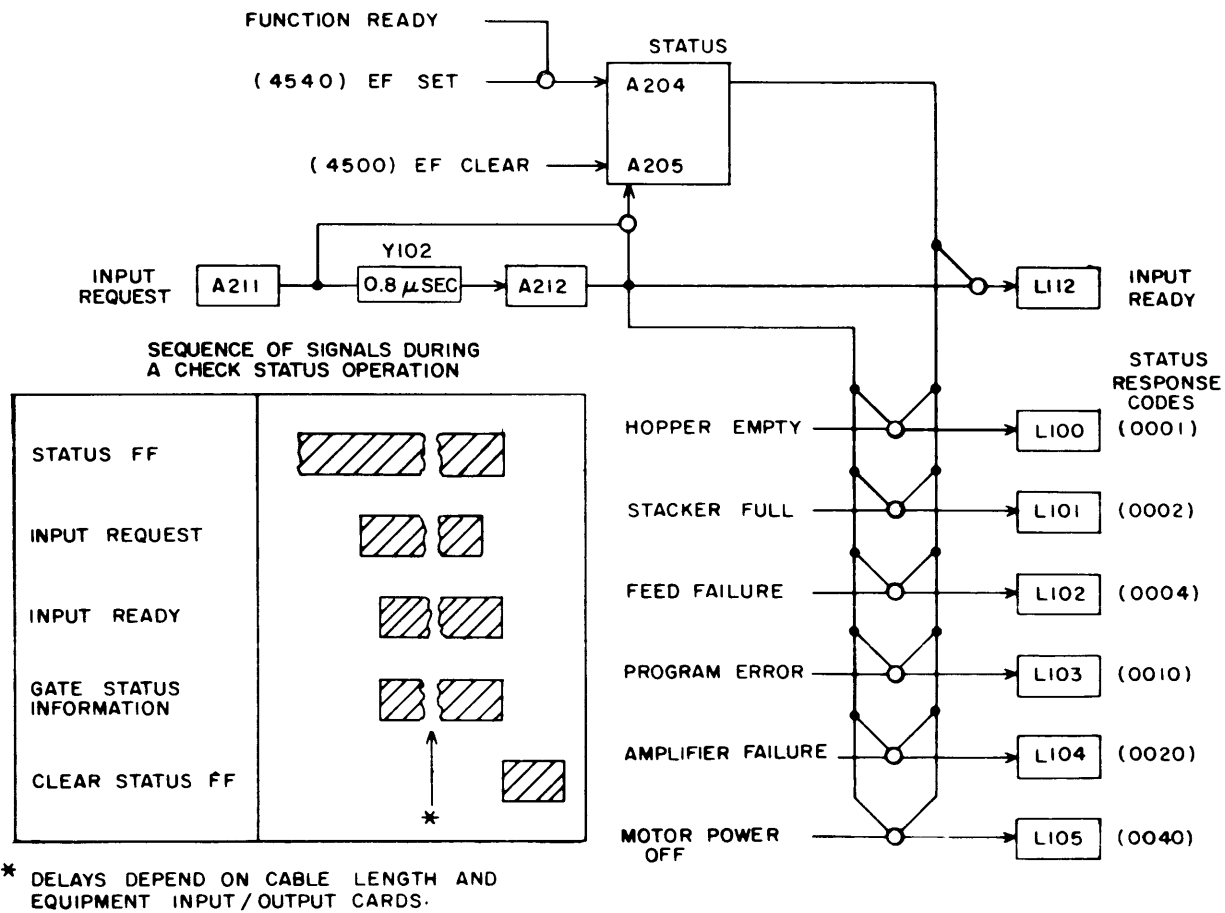 FUNCTION READY
STATUS
(4540) EF SET
A204
(4500) EF CLEAR
A205
Y102
INPUT
REQUEST
A211
0.8 μSEC
A212
L112
INPUT
READY
SEQUENCE OF SIGNALS DURING
A CHECK STATUS OPERATION
STATUS
RESPONSE
CODES
STATUS FF
INPUT REQUEST
INPUT READY
GATE STATUS
INFORMATION
CLEAR STATUS FF
*
HOPPER EMPTY
L100
(0001)
STACKER FULL
L101
(0002)
FEED FAILURE
L102
(0004)
PROGRAM ERROR
L103
(0010)
AMPLIFIER FAILURE
L104
(0020)
MOTOR POWER
OFF
L105
(0040)
* DELAYS DEPEND ON CABLE LENGTH AND
EQUIPMENT INPUT/OUTPUT CARDS.